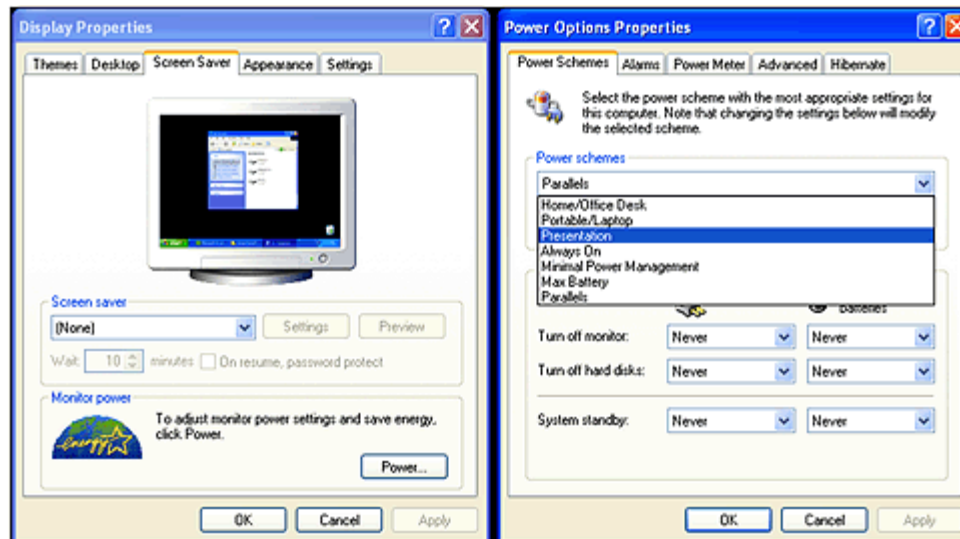 Display Properties
Themes Desktop Screen Saver Appearance Settings
Screen saver
(None)
Settings
Preview
Wait: 10 minutes On resume, password protect
Monitor power
energy
To adjust monitor power settings and save energy,
click Power.
Power...
OK Cancel Apply
Power Options Properties
Power Schemes Alarms Power Meter Advanced Hibernate
Select the power scheme with the most appropriate settings for
this computer. Note that changing the settings below will modify
the selected scheme.
Power schemes
Parallels
Home/Office Desk
Portable/Laptop
Presentation
Always On
Minimal Power Management
Max Battery
Parallels
batteries
Turn off monitor: Never Never
Turn off hard disks: Never Never
System standby: Never Never
OK Cancel Apply